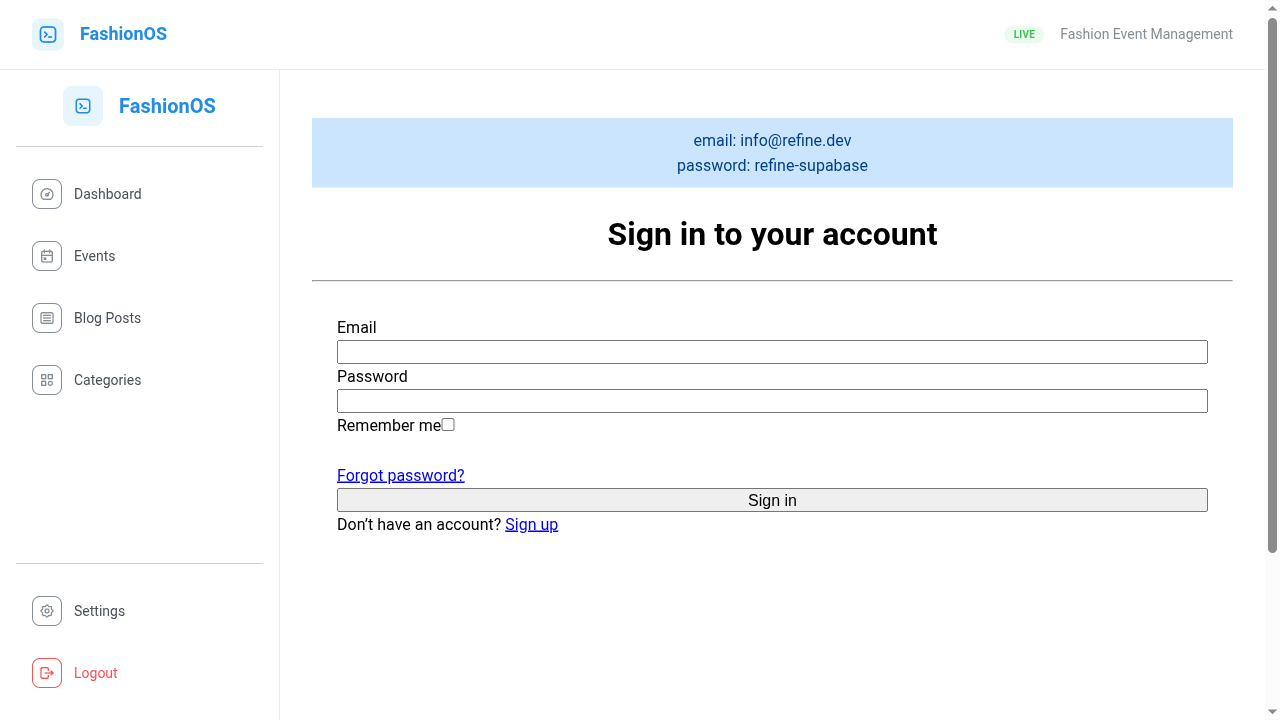 FashionOS
LIVE
Fashion Event Management
FashionOS
Dashboard
Events
Blog Posts
Categories
Settings
Logout
email: info@refine.dev
password: refine-supabase
Sign in to your account
Email
Password
Remember me
Forgot password?
Sign in
Don’t have an account? Sign up